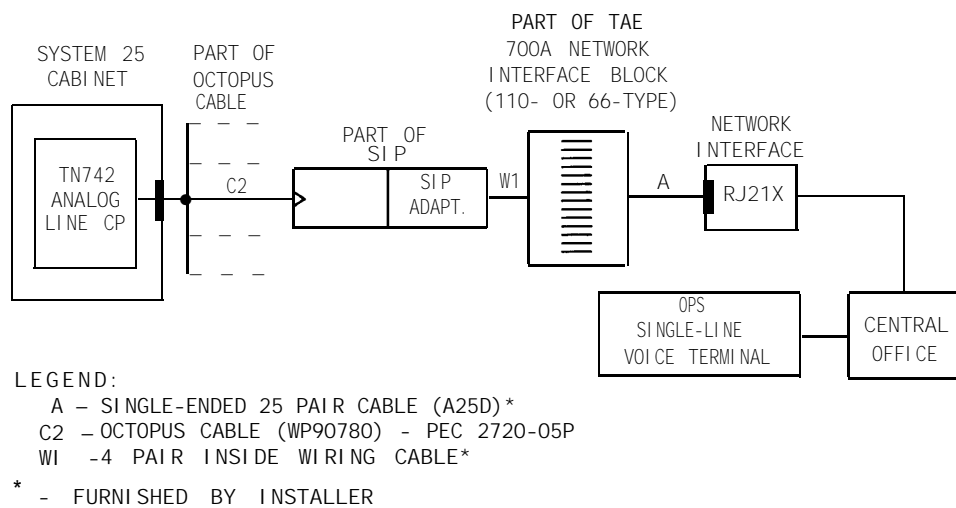 SYSTEM 25
CABINET
PART OF
OCTOPUS
CABLE
PART OF TAE
700A NETWORK
INTERFACE BLOCK
(110- OR 66-TYPE)
PART OF
SIP
NETWORK
INTERFACE
TN742
ANALOG
LINE CP
C2
SIP
ADAPT.
W1
A
RJ21X
OPS
SINGLE-LINE
VOICE TERMINAL
CENTRAL
OFFICE
LEGEND:
A – SINGLE-ENDED 25 PAIR CABLE (A25D)*
C2 – OCTOPUS CABLE (WP90780) - PEC 2720-05P
WI -4 PAIR INSIDE WIRING CABLE*
* - FURNISHED BY INSTALLER